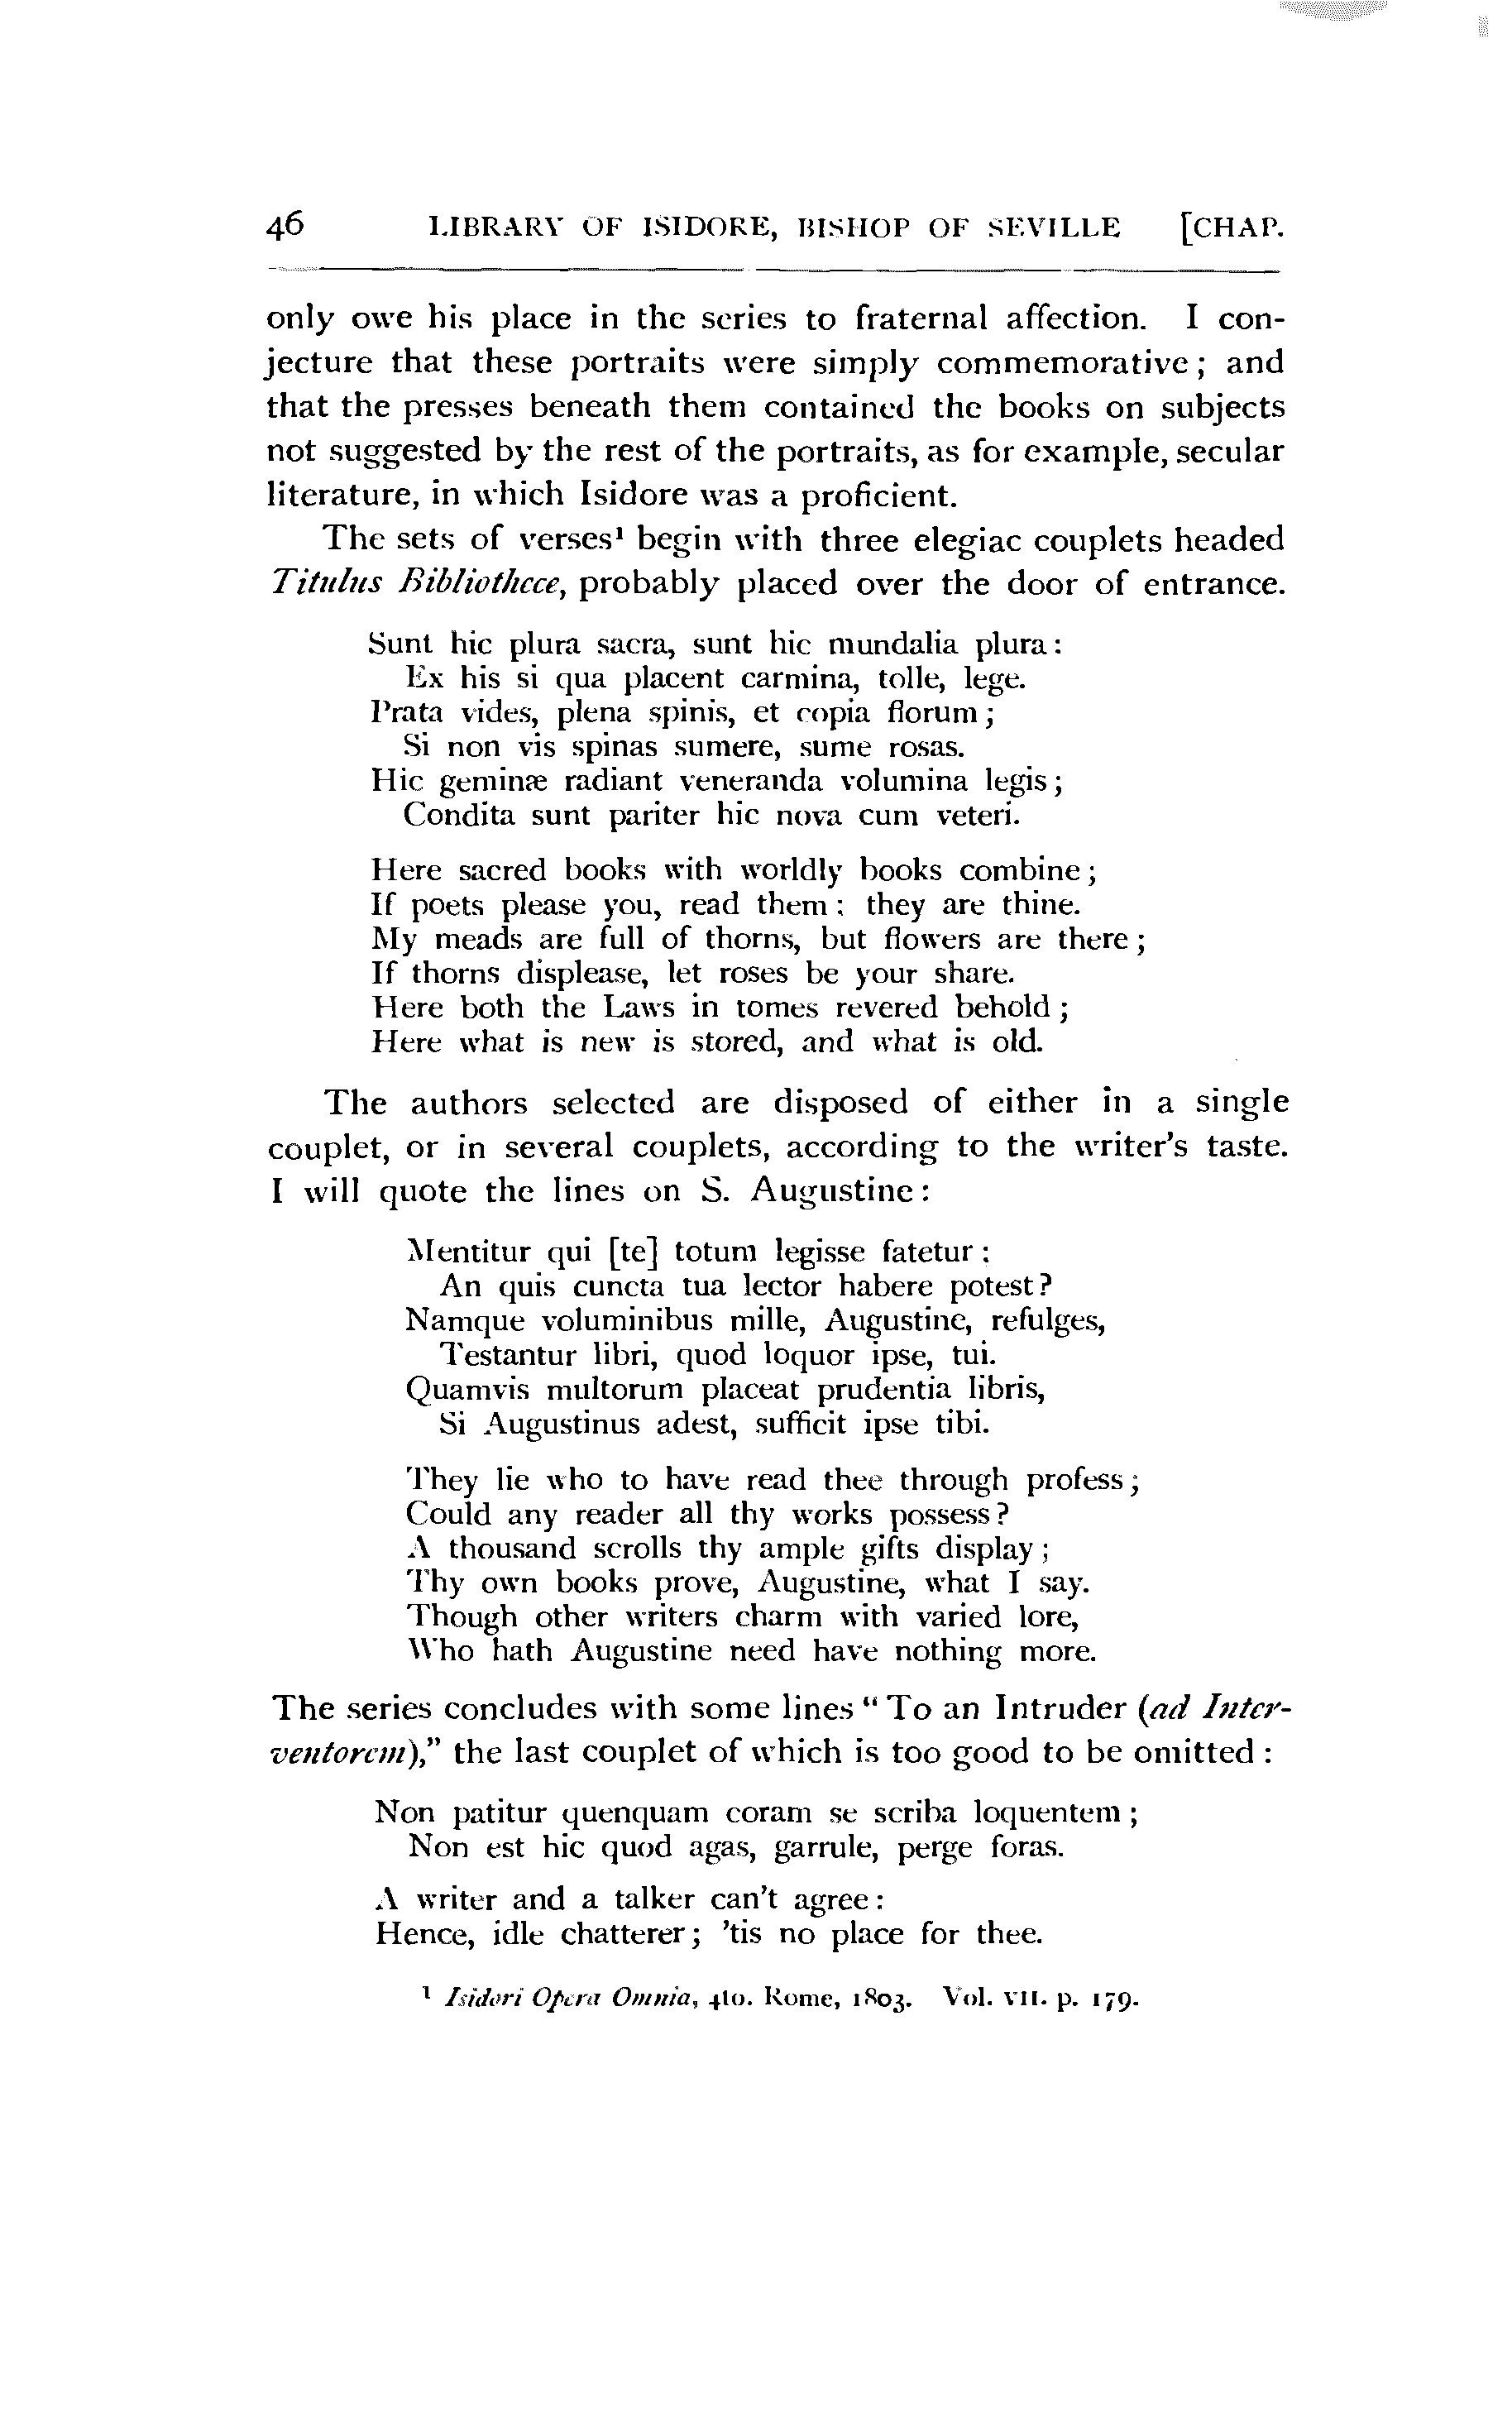 46 LIBRARY OF ISIDORE, BISHOP OF SEVILLE [CHAP.
only owe his place in the series to fraternal affection. I con-
jecture that these portraits were simply commemorative; and
that the presses beneath them contained the books on subjects
not suggested by the rest of the portraits, as for example, secular
literature, in which Isidore was a proficient.
The sets of verses¹ begin with three elegiac couplets headed
Titulus Bibliothece, probably placed over the door of entrance.
Sunt hic plura sacra, sunt hic mundalia plura:
Ex his si qua placent carmina, tolle, lege.
Prata vides, plena spinis, et copia florum;
Si non vis spinas sumere, sume rosas.
Hic geminæ radiant veneranda volumina legis;
Condita sunt pariter hic nova cum veteri.
Here sacred books with worldly books combine;
If poets please you, read them: they are thine.
My meads are full of thorns, but flowers are there;
If thorns displease, let roses be your share.
Here both the Laws in tomes revered behold;
Here what is new is stored, and what is old.
The authors selected are disposed of either in a single
couplet, or in several couplets, according to the writer's taste.
I will quote the lines on S. Augustine:
Mentitur qui [te] totum legisse fatetur:
An quis cuncta tua lector habere potest?
Namque voluminibus mille, Augustine, refulges,
Testantur libri, quod loquor ipse, tui.
Quamvis multorum placeat prudentia libris,
Si Augustinus adest, sufficit ipse tibi.
They lie who to have read thee through profess;
Could any reader all thy works possess?
A thousand scrolls thy ample gifts display;
Thy own books prove, Augustine, what I say.
Though other writers charm with varied lore,
Who hath Augustine need have nothing more.
The series concludes with some lines "To an Intruder (ad Inter-
ventorem)," the last couplet of which is too good to be omitted:
Non patitur quenquam coram se scriba loquentem;
Non est hic quod agas, garrule, perge foras.
A writer and a talker can't agree:
Hence, idle chatterer; 'tis no place for thee.
¹ Isidori Opera Omnia, 4to. Rome, 1803. Vol. VII. p. 179.